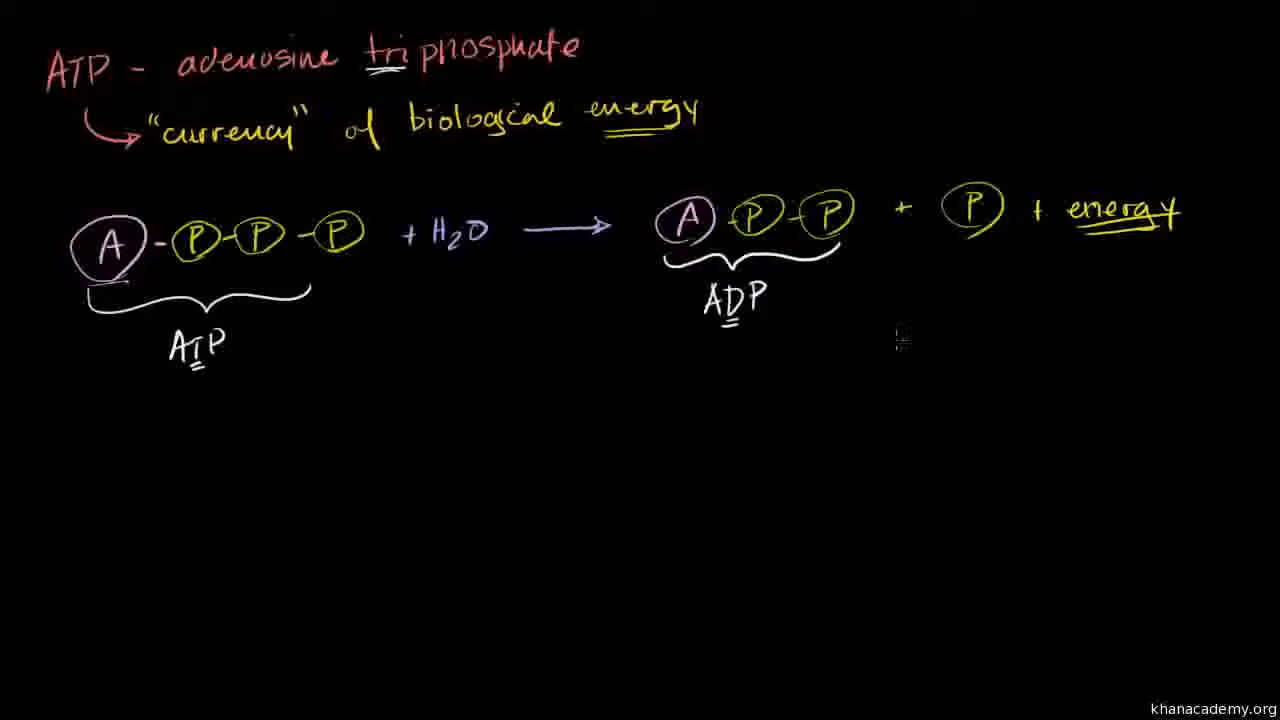 ATP - adenosine triphosphate
"currency" of biological energy
A - P - P - P + H₂O → A - P - P + P + energy
ATP
ADP
khanacademy.org